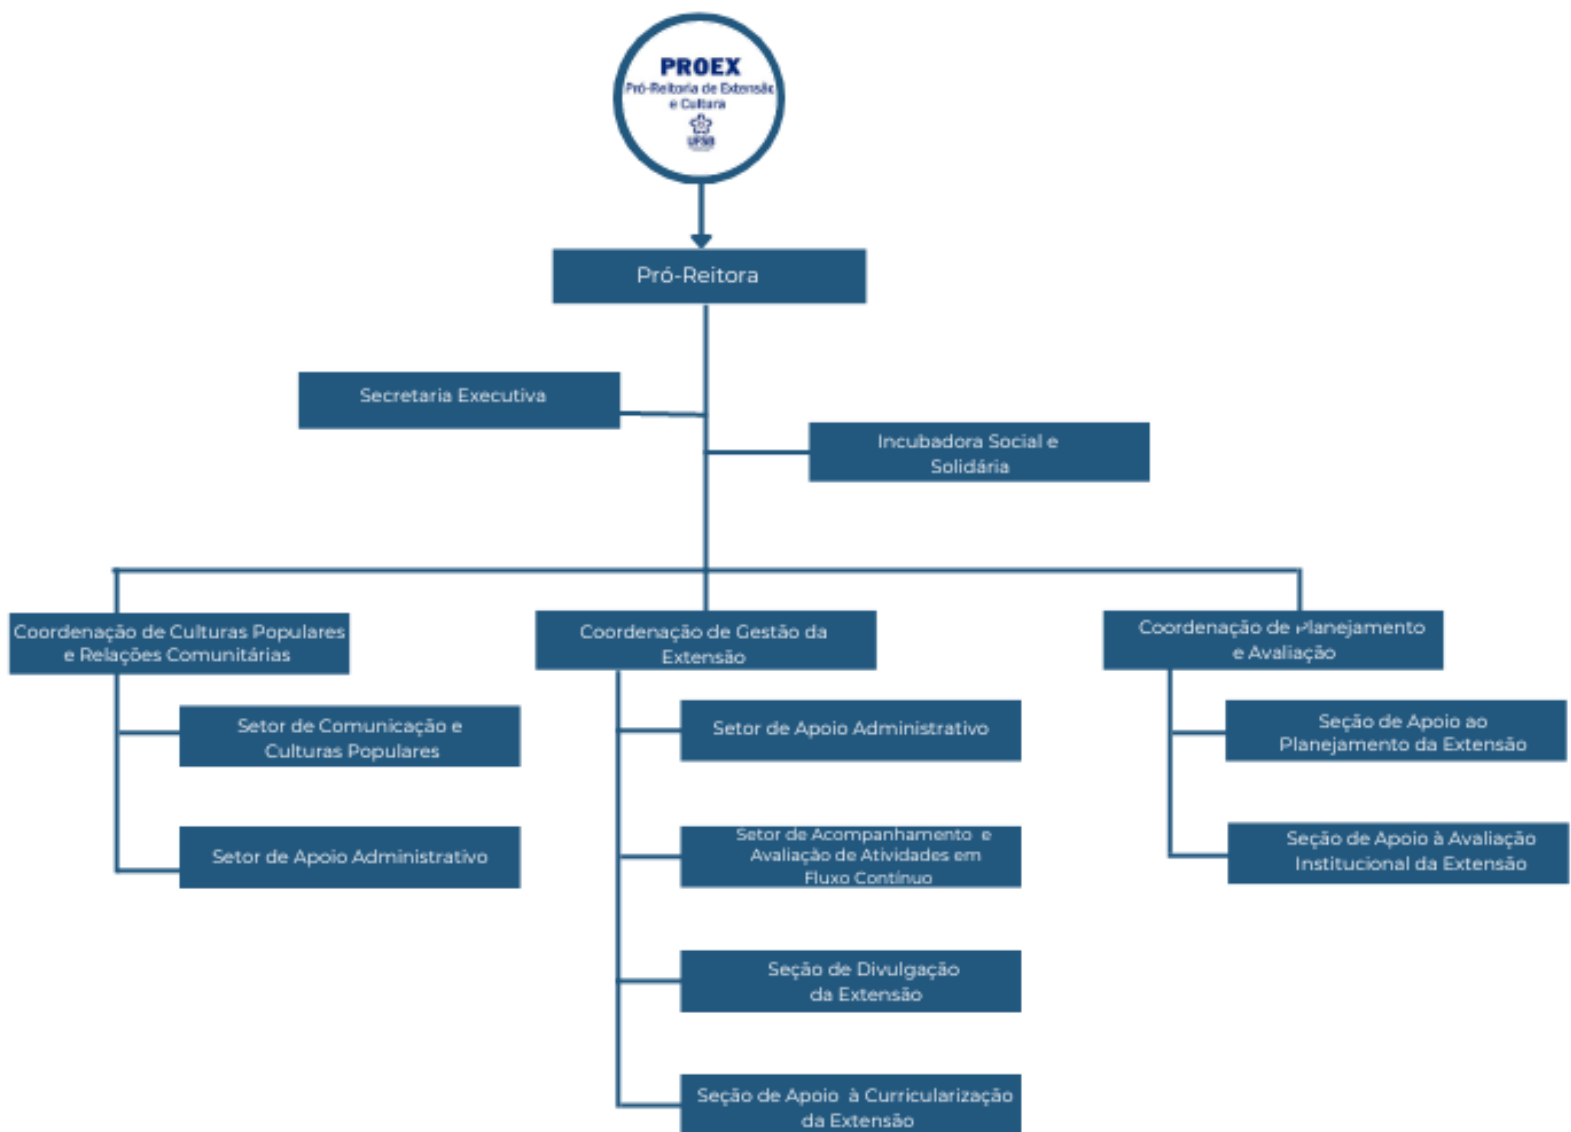 PROEX
Pró-Reitoria de Extensão
e Cultura
UFSB
Pró-Reitora
Secretaria Executiva
Incubadora Social e
Solidária
Coordenação de Culturas Populares
e Relações Comunitárias
Setor de Comunicação e
Culturas Populares
Setor de Apoio Administrativo
Coordenação de Gestão da
Extensão
Setor de Apoio Administrativo
Setor de Acompanhamento e
Avaliação de Atividades em
Fluxo Contínuo
Seção de Divulgação
da Extensão
Seção de Apoio à Curricularização
da Extensão
Coordenação de Planejamento
e Avaliação
Seção de Apoio ao
Planejamento da Extensão
Seção de Apoio à Avaliação
Institucional da Extensão